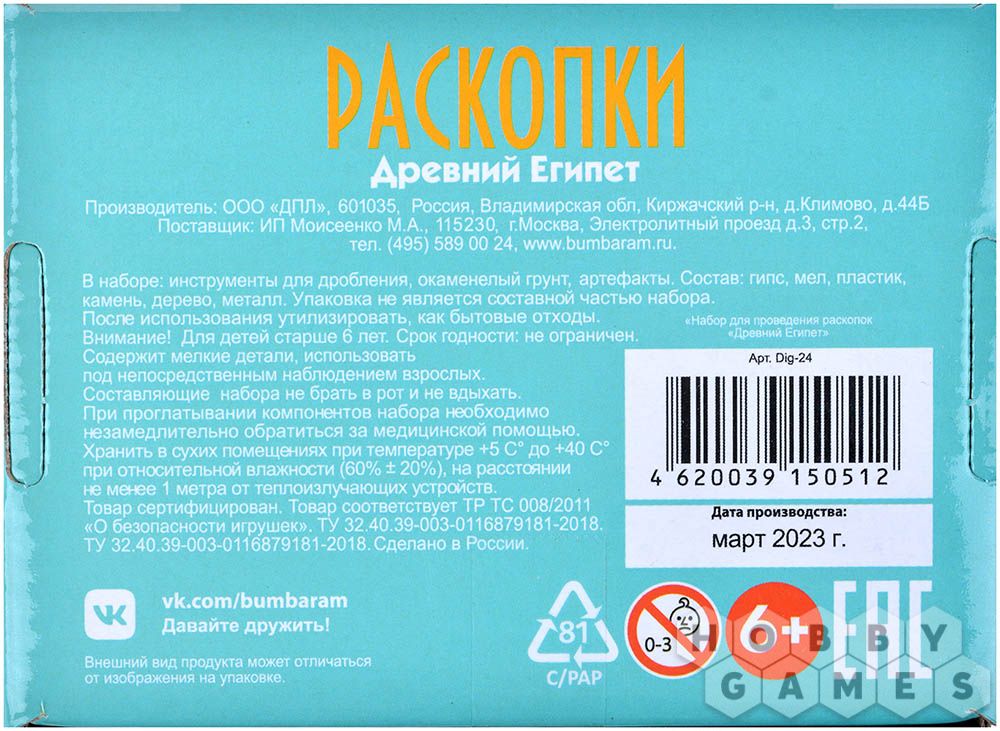 РАСКОПКИ
Древний Египет
Производитель: ООО «ДПЛ», 601035, Россия, Владимирская обл, Киржачский р-н, д.Климово, д.44Б
Поставщик: ИП Моисеенко М.А., 115230, г.Москва, Электролитный проезд д.3, стр.2,
тел. (495) 589 00 24, www.bumbaram.ru.
В наборе: инструменты для дробления, окаменелый грунт, артефакты. Состав: гипс, мел, пластик,
камень, дерево, металл. Упаковка не является составной частью набора.
После использования утилизировать, как бытовые отходы.
Внимание! Для детей старше 6 лет. Срок годности: не ограничен.
Содержит мелкие детали, использовать
под непосредственным наблюдением взрослых.
Составляющие набора не брать в рот и не вдыхать.
При проглатывании компонентов набора необходимо
незамедлительно обратиться за медицинской помощью.
Хранить в сухих помещениях при температуре +5 С° до +40 С°
при относительной влажности (60% ± 20%), на расстоянии
не менее 1 метра от теплоизлучающих устройств.
Товар сертифицирован. Товар соответствует ТР ТС 008/2011
«О безопасности игрушек». ТУ 32.40.39-003-0116879181-2018.
ТУ 32.40.39-003-0116879181-2018. Сделано в России.
«Набор для проведения раскопок
«Древний Египет»
Арт. Dig-24
4 620039 150512
Дата производства:
март 2023 г.
vk.com/bumbaram
Давайте дружить!
Внешний вид продукта может отличаться
от изображения на упаковке.
81
C/PAP
0-3
6+
EAC
HOBBY
GAMES